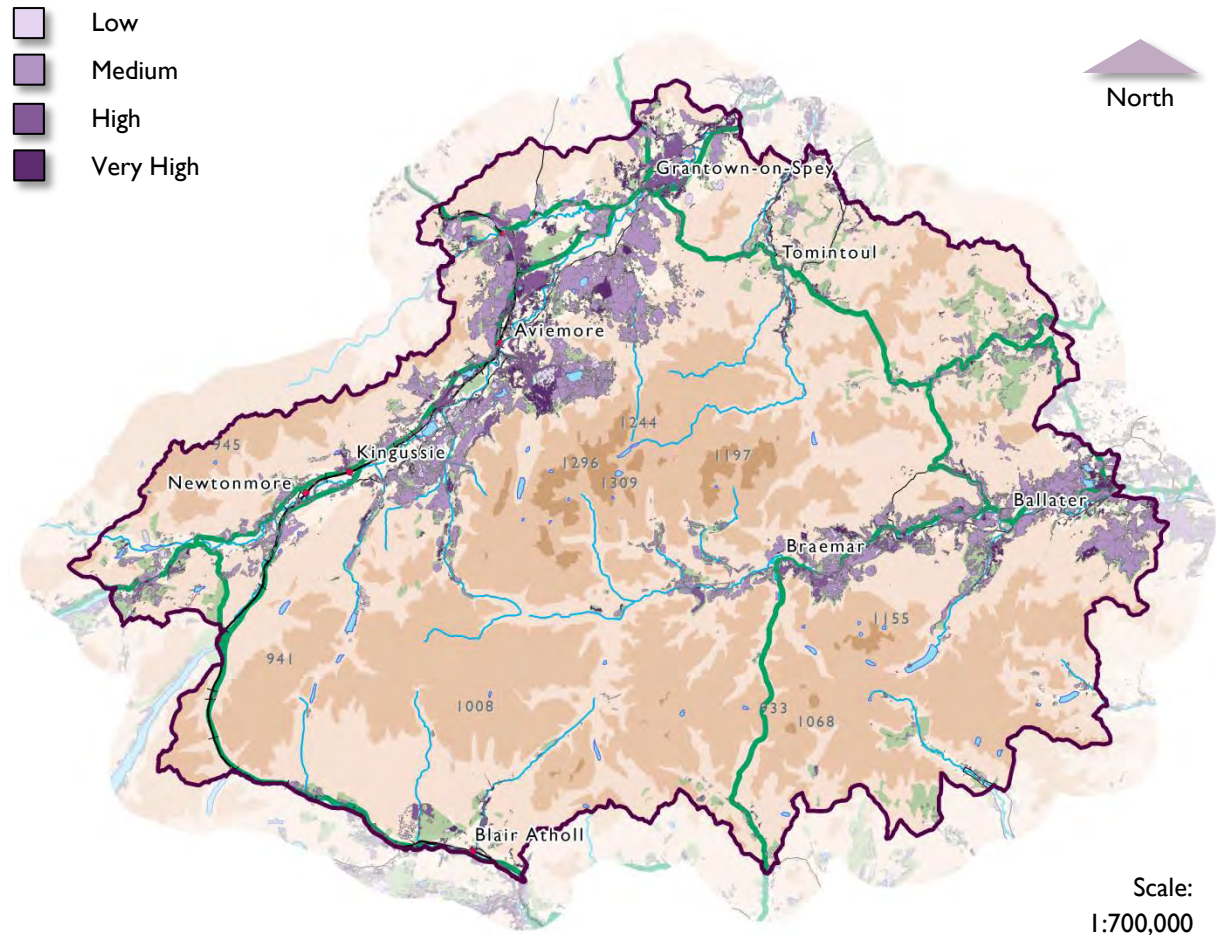 Low
Medium
High
Very High
North
Grantown-on-Spey
Tomintoul
Aviemore
1244
945
Kingussie
1296
1197
1309
Newtonmore
Ballater
Braemar
1155
941
1008
933
1068
Blair Atholl
Scale:
1:700,000